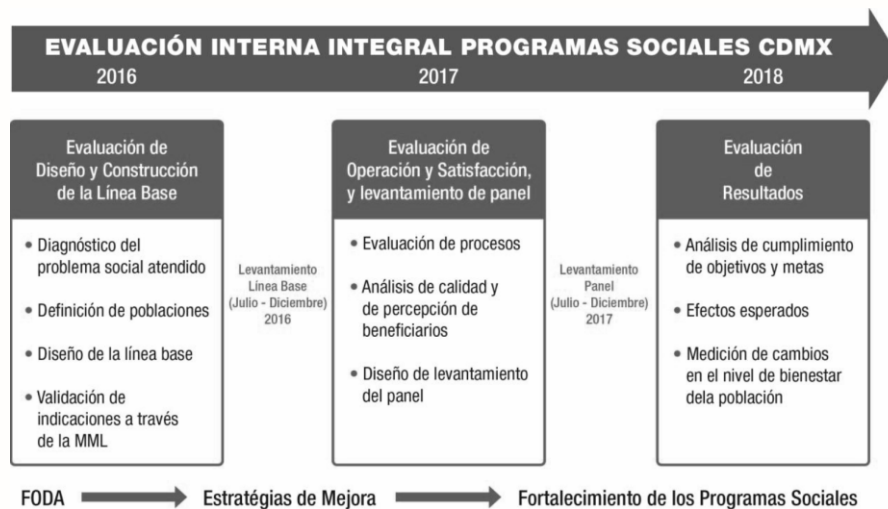 EVALUACIÓN INTERNA INTEGRAL PROGRAMAS SOCIALES CDMX
2016
2017
2018
Evaluación de
Diseño y Construcción
de la Línea Base
• Diagnóstico del
problema social atendido
• Definición de poblaciones
• Diseño de la línea base
• Validación de
indicaciones a través
de la MML
Levantamiento
Línea Base
(Julio - Diciembre)
2016
Evaluación de
Operación y Satisfacción,
y levantamiento de panel
• Evaluación de procesos
• Análisis de calidad y
de percepción de
beneficiarios
• Diseño de levantamiento
del panel
Levantamiento
Panel
(Julio - Diciembre)
2017
Evaluación
de
Resultados
• Análisis de cumplimiento
de objetivos y metas
• Efectos esperados
• Medición de cambios
en el nivel de bienestar
dela población
FODA
Estratégias de Mejora
Fortalecimiento de los Programas Sociales